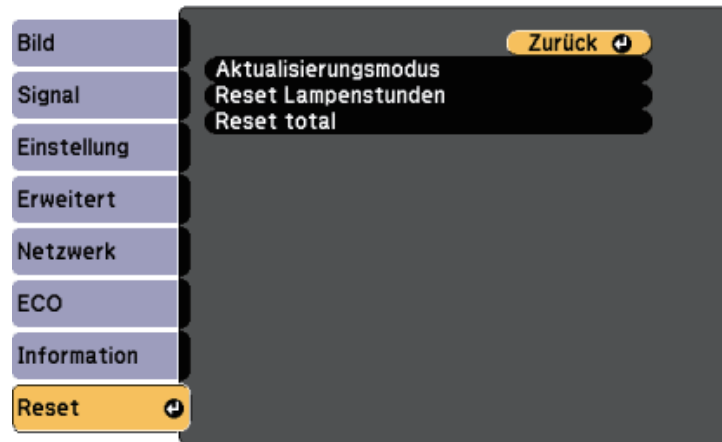 Bild
Signal
Einstellung
Erweitert
Netzwerk
ECO
Information
Reset
Zurück
Aktualisierungsmodus
Reset Lampenstunden
Reset total